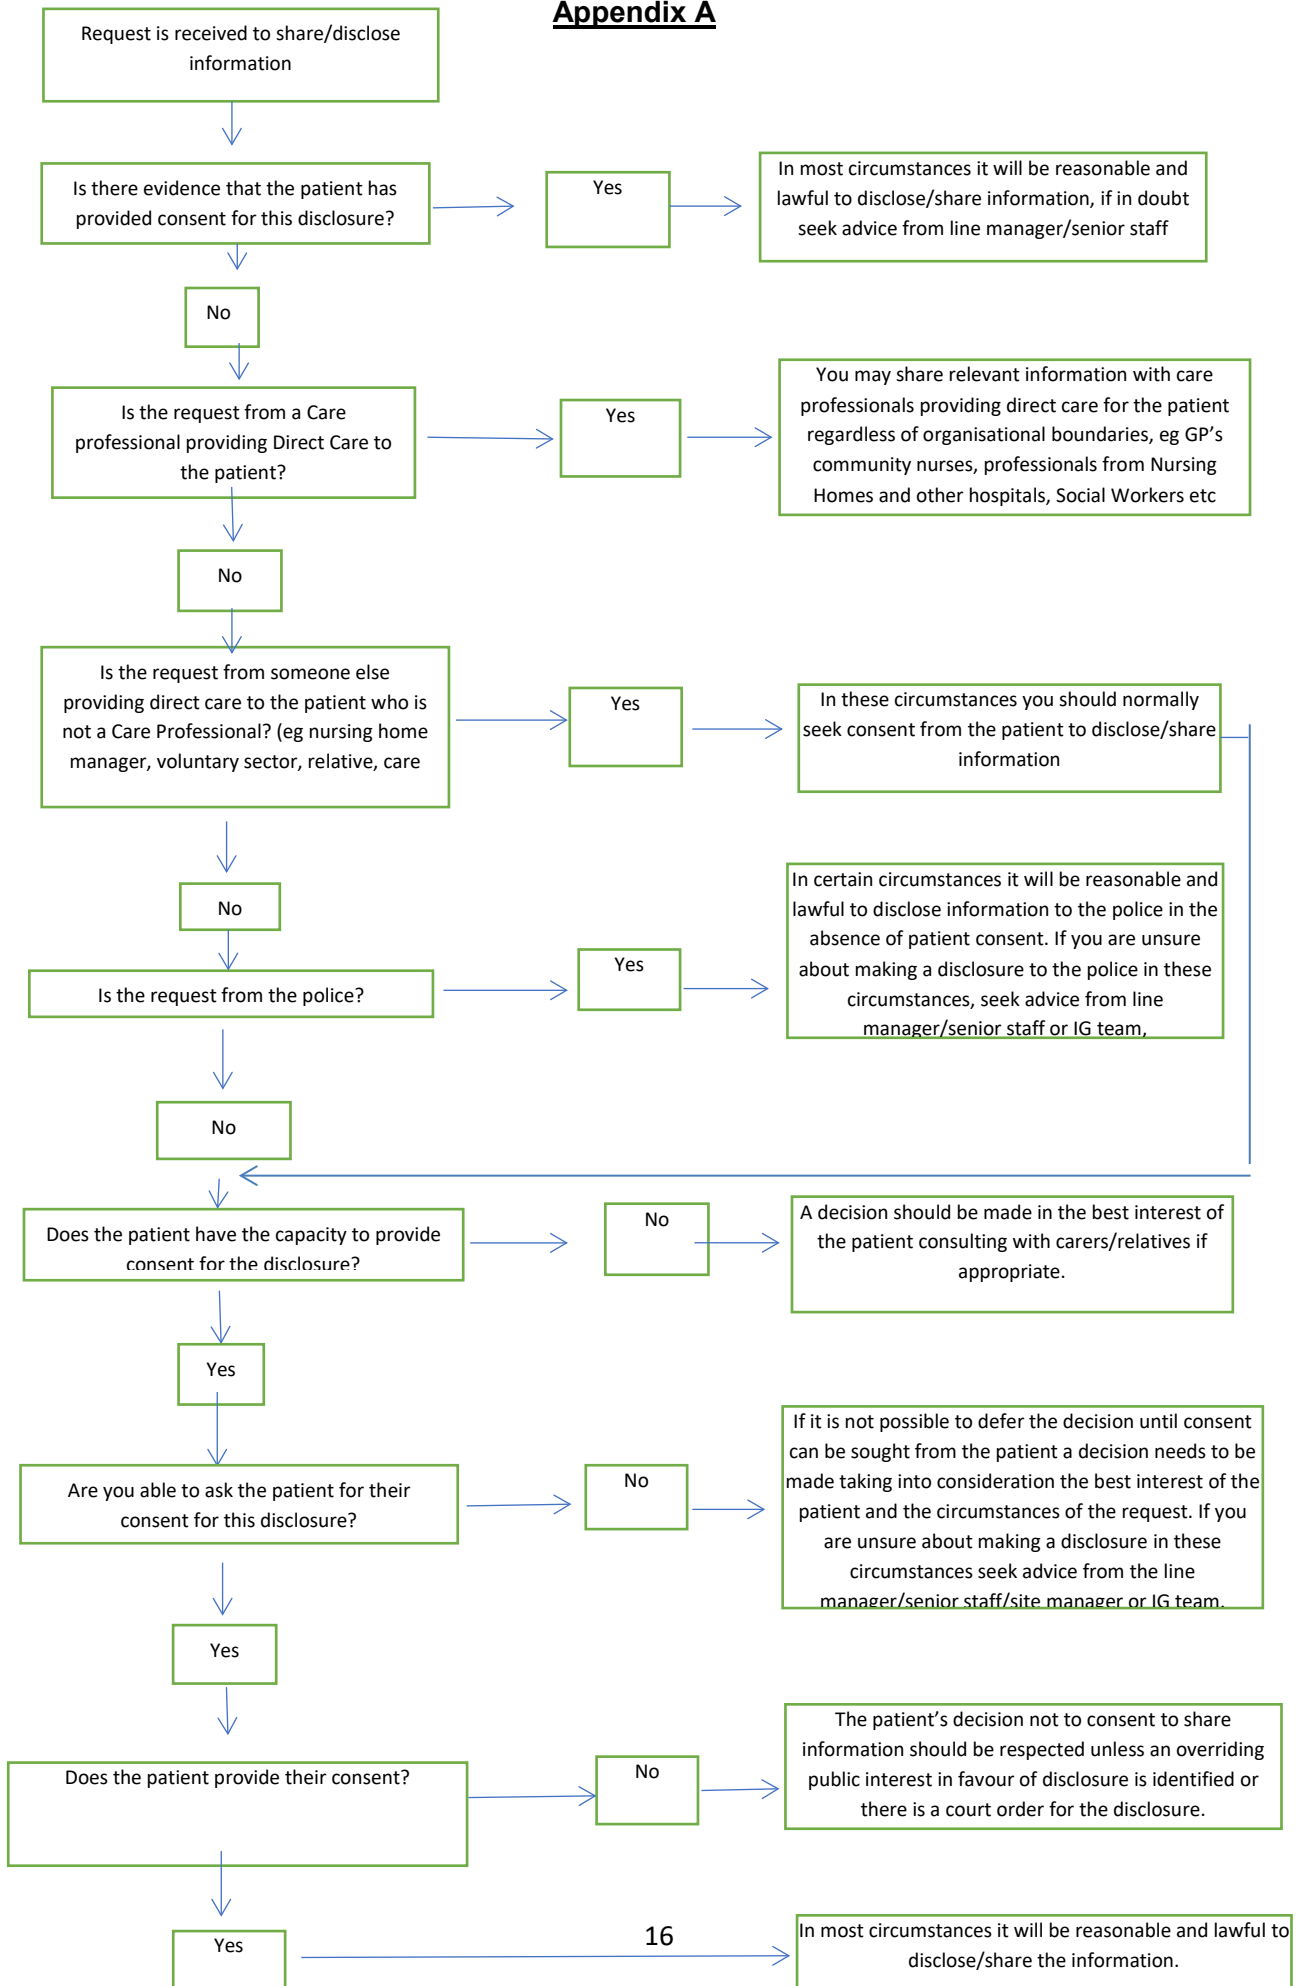 Appendix A
Request is received to share/disclose
information
Is there evidence that the patient has
provided consent for this disclosure?
Yes
In most circumstances it will be reasonable and
lawful to disclose/share information, if in doubt
seek advice from line manager/senior staff
No
Is the request from a Care
professional providing Direct Care to
the patient?
Yes
You may share relevant information with care
professionals providing direct care for the patient
regardless of organisational boundaries, eg GP’s
community nurses, professionals from Nursing
Homes and other hospitals, Social Workers etc
No
Is the request from someone else
providing direct care to the patient who is
not a Care Professional? (eg nursing home
manager, voluntary sector, relative, care
Yes
In these circumstances you should normally
seek consent from the patient to disclose/share
information
No
Is the request from the police?
Yes
In certain circumstances it will be reasonable and
lawful to disclose information to the police in the
absence of patient consent. If you are unsure
about making a disclosure to the police in these
circumstances, seek advice from line
manager/senior staff or IG team,
No
Does the patient have the capacity to provide
consent for the disclosure?
No
A decision should be made in the best interest of
the patient consulting with carers/relatives if
appropriate.
Yes
Are you able to ask the patient for their
consent for this disclosure?
No
If it is not possible to defer the decision until consent
can be sought from the patient a decision needs to be
made taking into consideration the best interest of the
patient and the circumstances of the request. If you
are unsure about making a disclosure in these
circumstances seek advice from the line
manager/senior staff/site manager or IG team.
Yes
Does the patient provide their consent?
No
The patient’s decision not to consent to share
information should be respected unless an overriding
public interest in favour of disclosure is identified or
there is a court order for the disclosure.
Yes
In most circumstances it will be reasonable and lawful to
disclose/share the information.
16